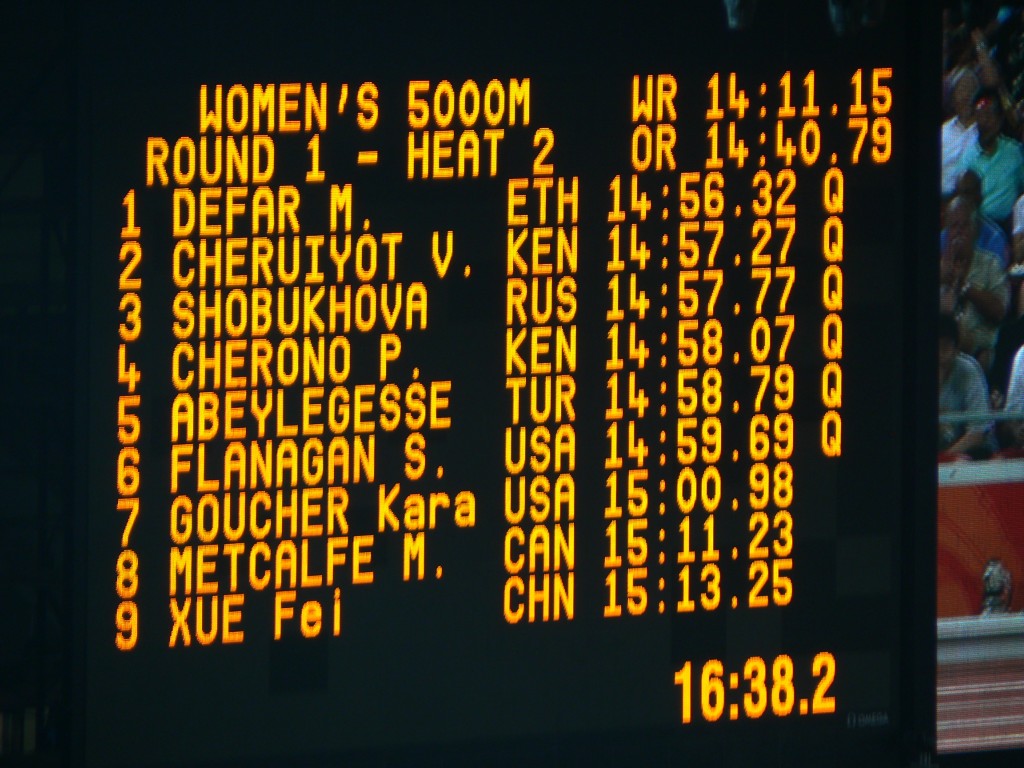 WOMEN'S 5000M WR 14:11.15
ROUND 1 - HEAT 2 OR 14:40.79
1 DEFAR M. ETH 14:56.32 Q
2 CHERUIYOT V. KEN 14:57.27 Q
3 SHOBUKHOVA RUS 14:57.77 Q
4 CHERONO P. KEN 14:58.07 Q
5 ABEYLEGESSE TUR 14:58.79 Q
6 FLANAGAN S. USA 14:59.69 Q
7 GOUCHER Kara USA 15:00.98
8 METCALFE M. CAN 15:11.23
9 XUE Fei CHN 15:13.25
16:38.2
OMEGA